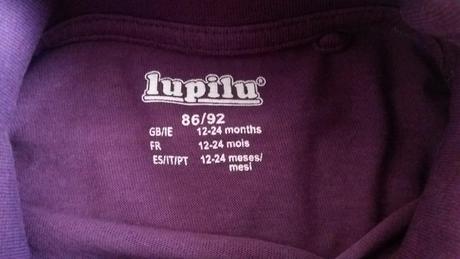 lupilu®
86/92
GB/IE 12-24 months
FR 12-24 mois
ES/IT/PT 12-24 meses/
mesi